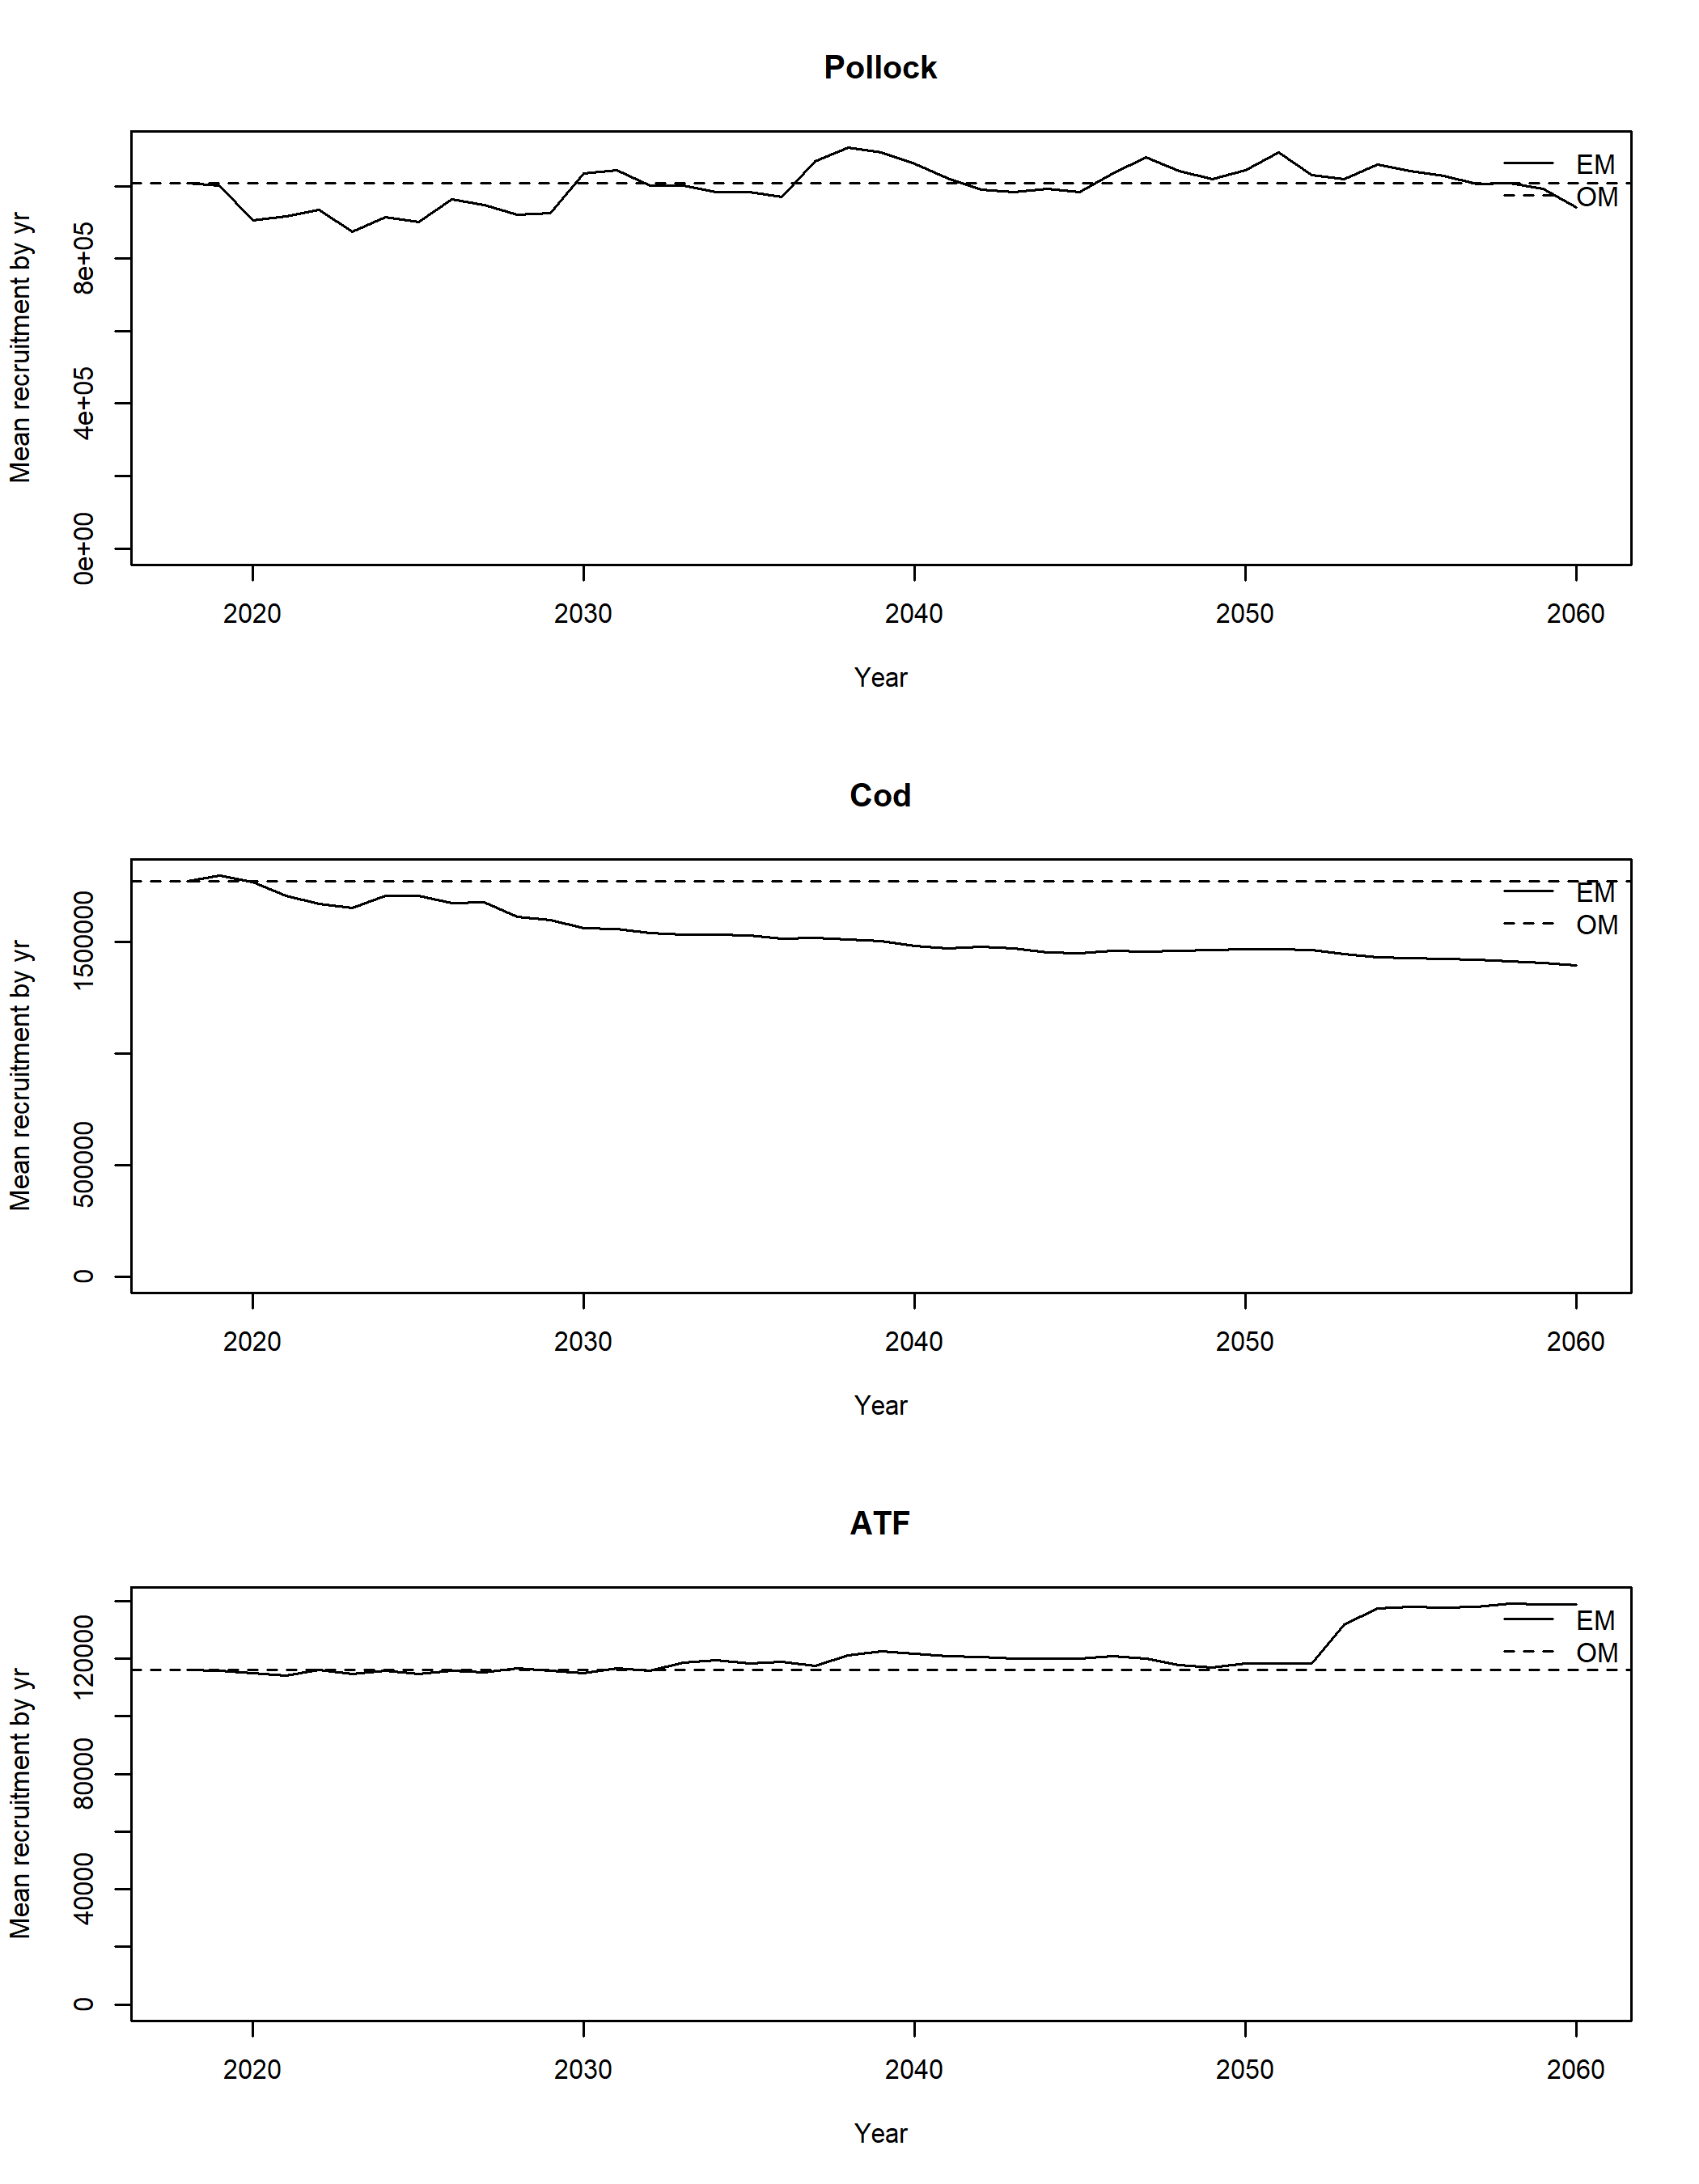 Pollock
Mean recruitment by yr
8e+05
4e+05
0e+00
EM
OM
2020 2030 2040 2050 2060
Year
Cod
Mean recruitment by yr
1500000
500000
0
EM
OM
2020 2030 2040 2050 2060
Year
ATF
Mean recruitment by yr
120000
80000
40000
0
EM
OM
2020 2030 2040 2050 2060
Year